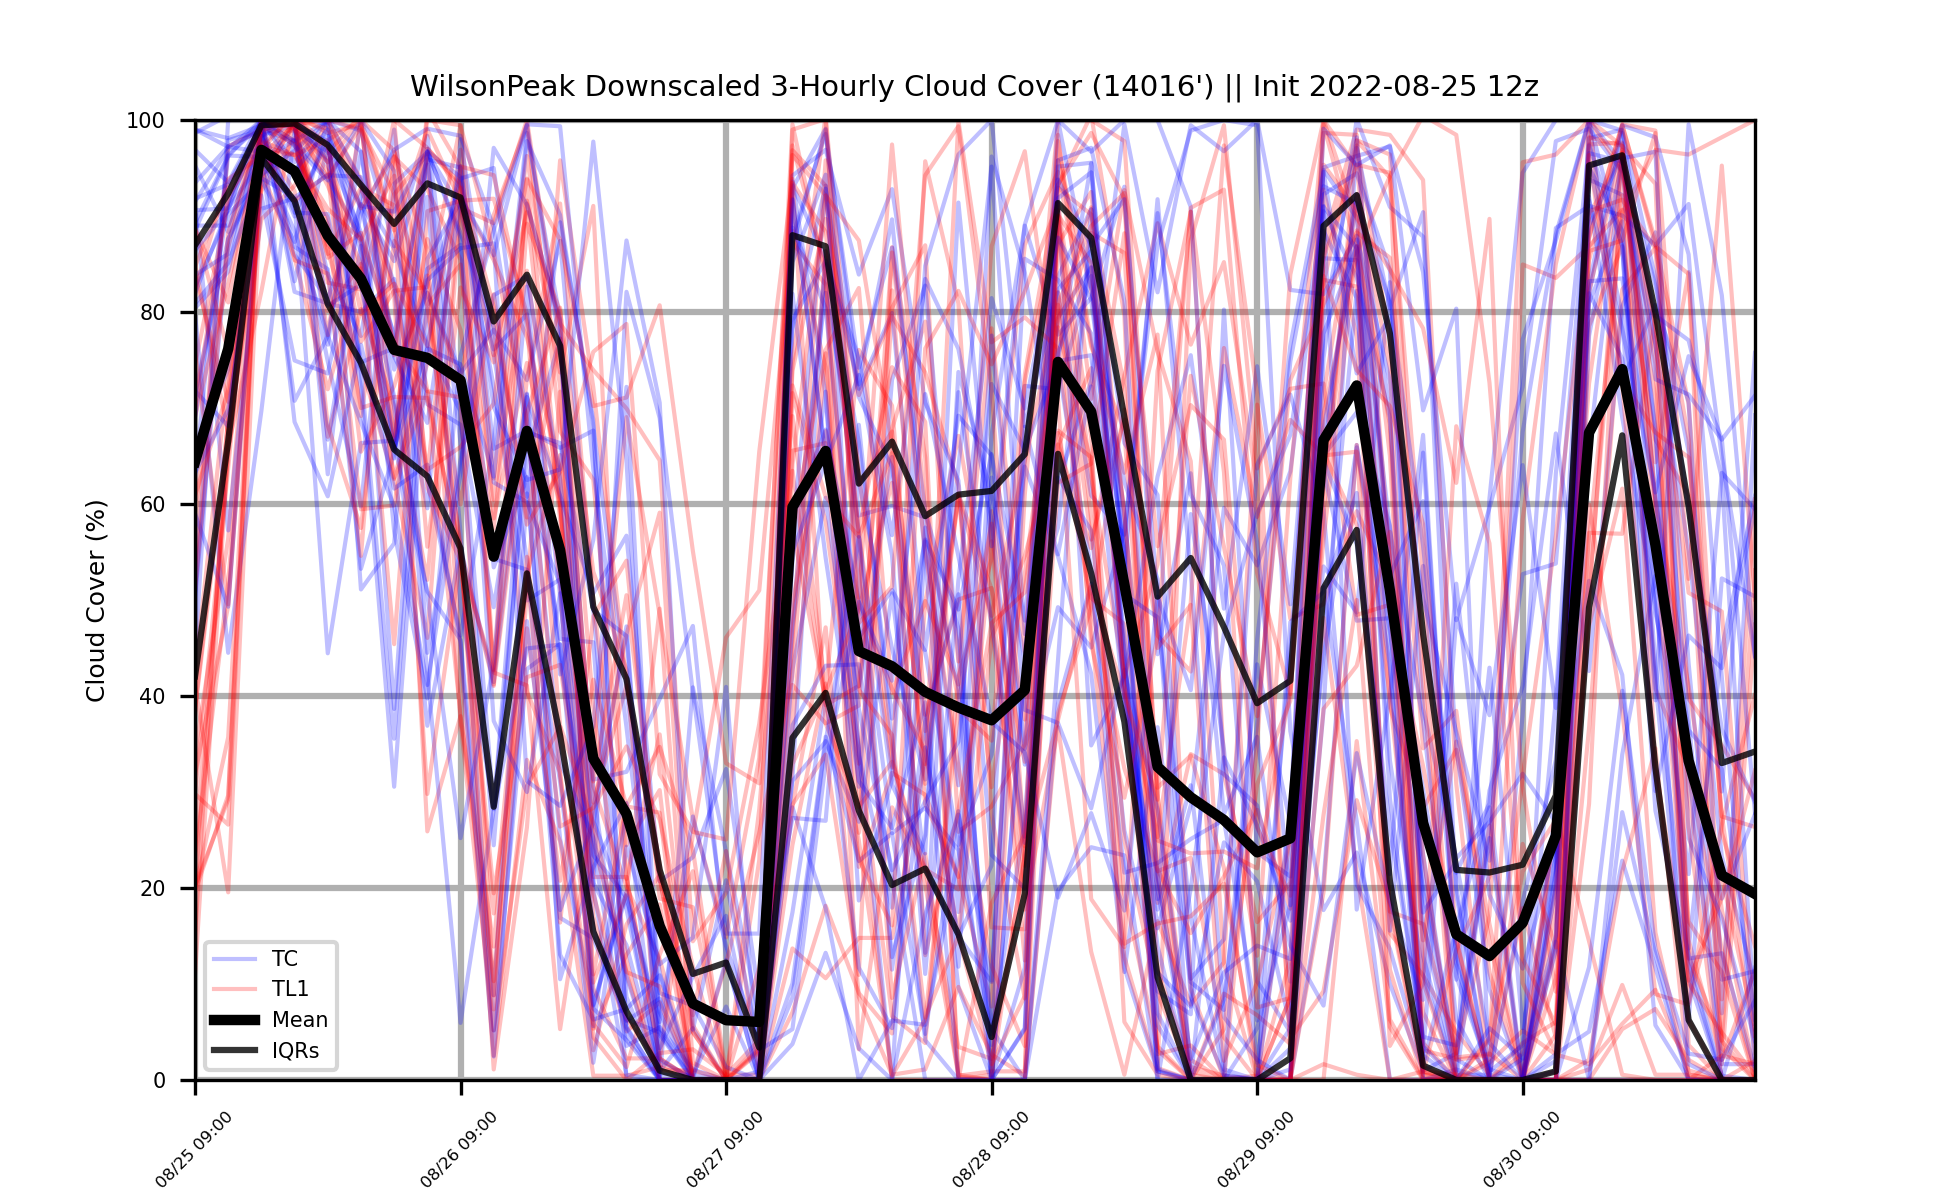 WilsonPeak Downscaled 3-Hourly Cloud Cover (14016') || Init 2022-08-25 12z
Cloud Cover (%)
100
80
60
40
20
0
TC
TL1
Mean
IQRs
08/25 09:00
08/26 09:00
08/27 09:00
08/28 09:00
08/29 09:00
08/30 09:00